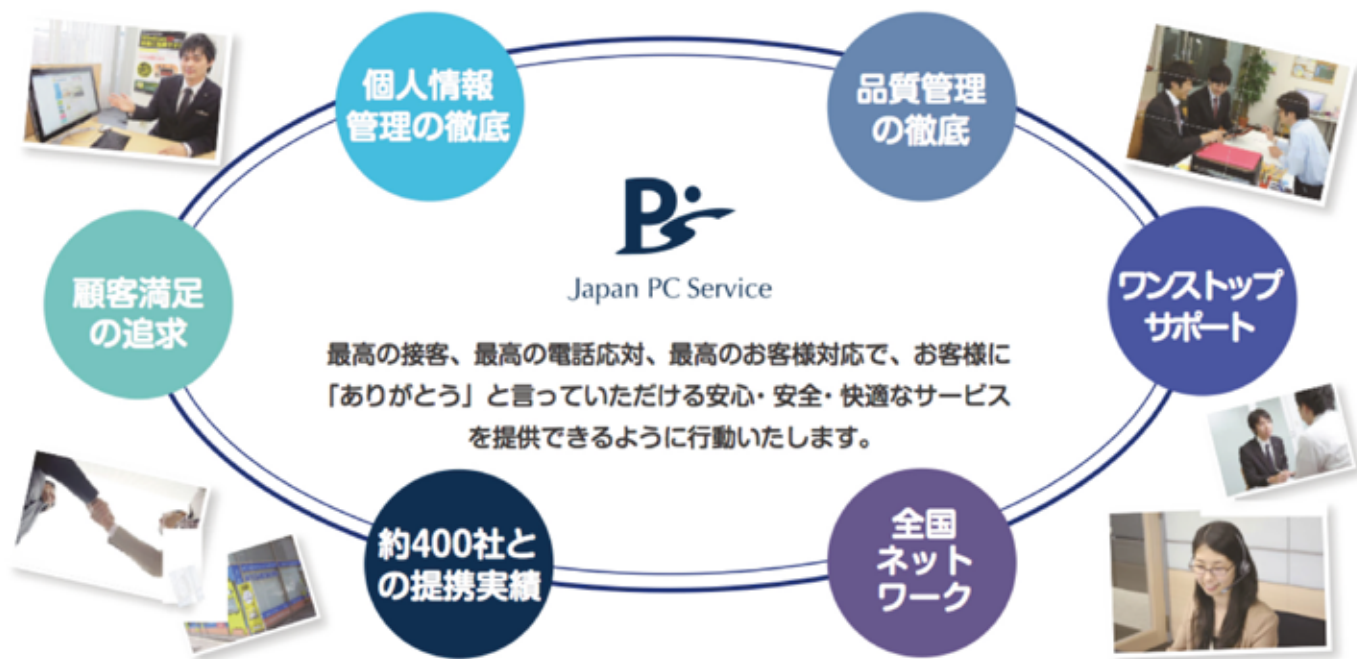 個人情報
管理の徹底
品質管理
の徹底
顧客満足
の追求
Japan PC Service
ワンストップ
サポート
最高の接客、最高の電話応対、最高のお客様対応で、お客様に
「ありがとう」と言っていただける安心・安全・快適なサービス
を提供できるように行動いたします。
約400社と
の提携実績
全国
ネット
ワーク